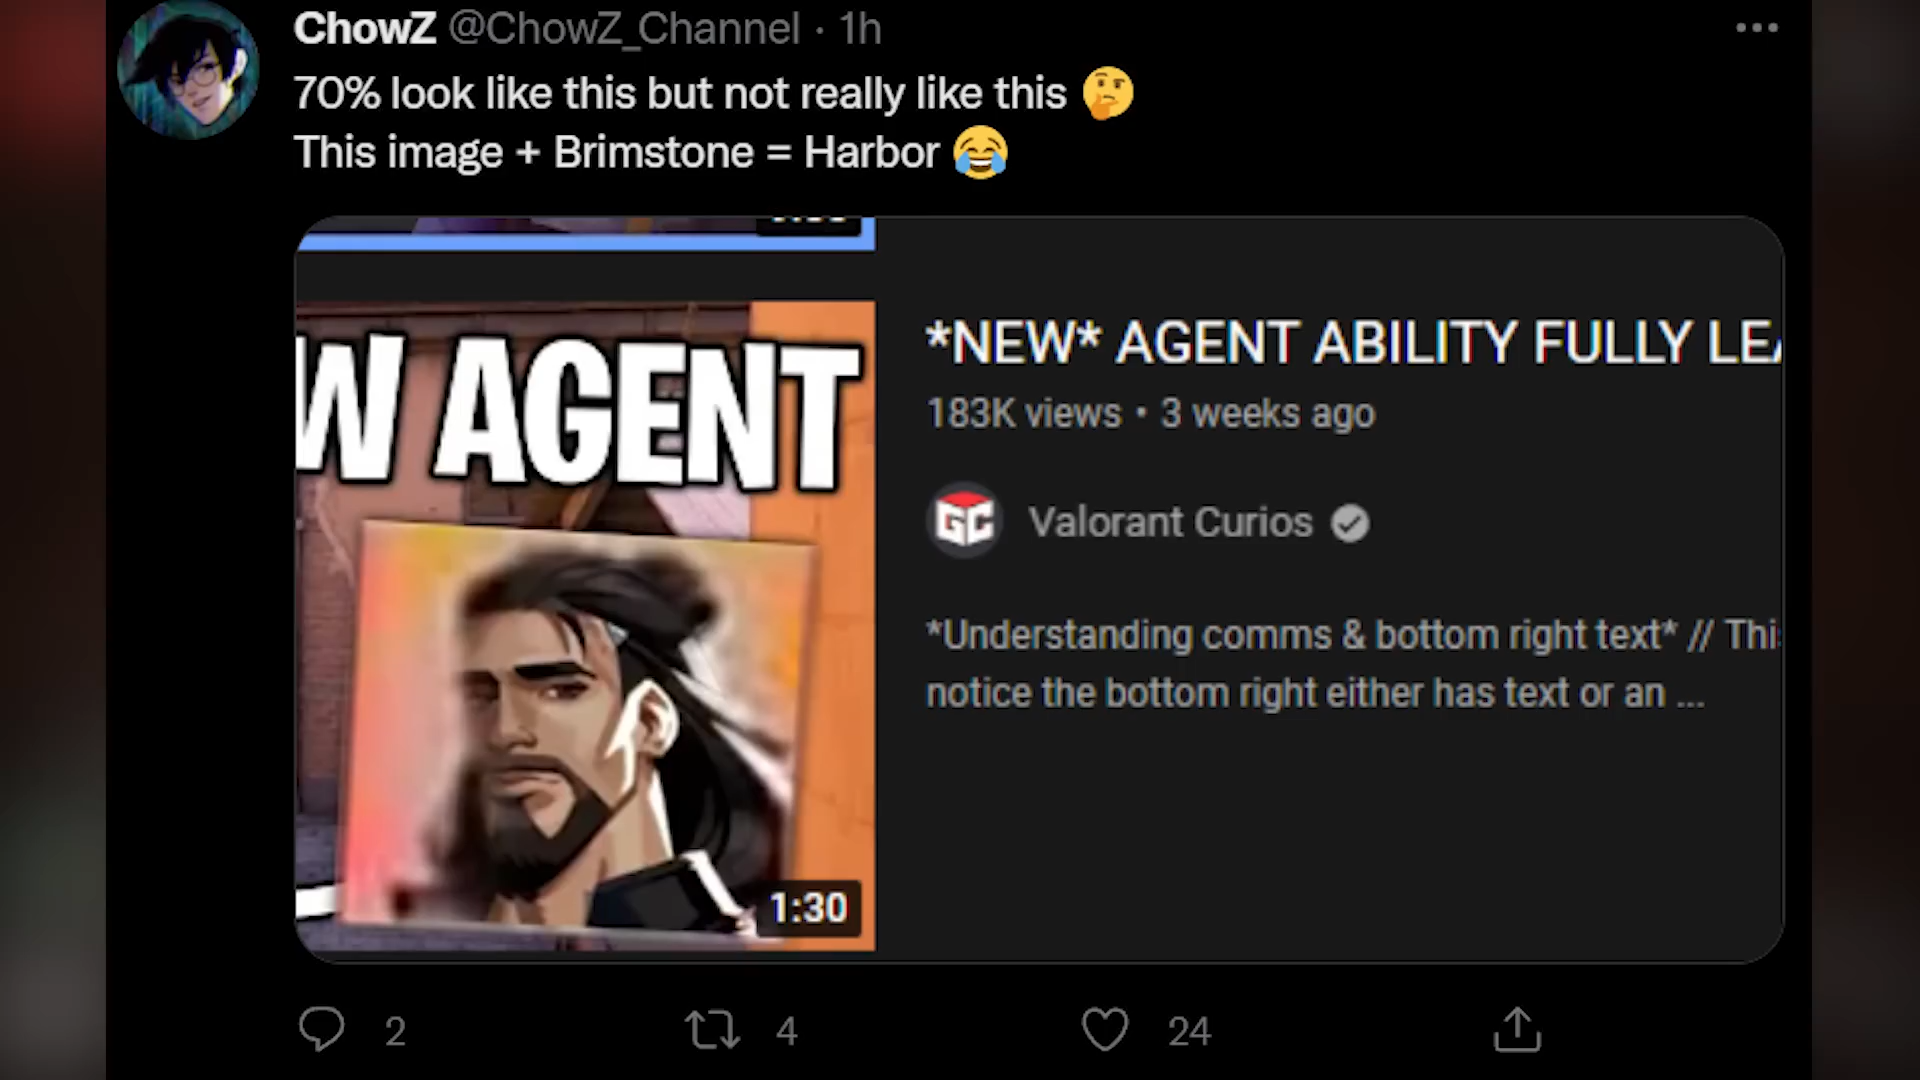 ChowZ @ChowZ_Channel · 1h
70% look like this but not really like this 🤔
This image + Brimstone = Harbor 😂
W AGENT
1:30
*NEW* AGENT ABILITY FULLY LEA
183K views • 3 weeks ago
GC
Valorant Curios
*Understanding comms & bottom right text* // Thi
notice the bottom right either has text or an ...
2
4
24